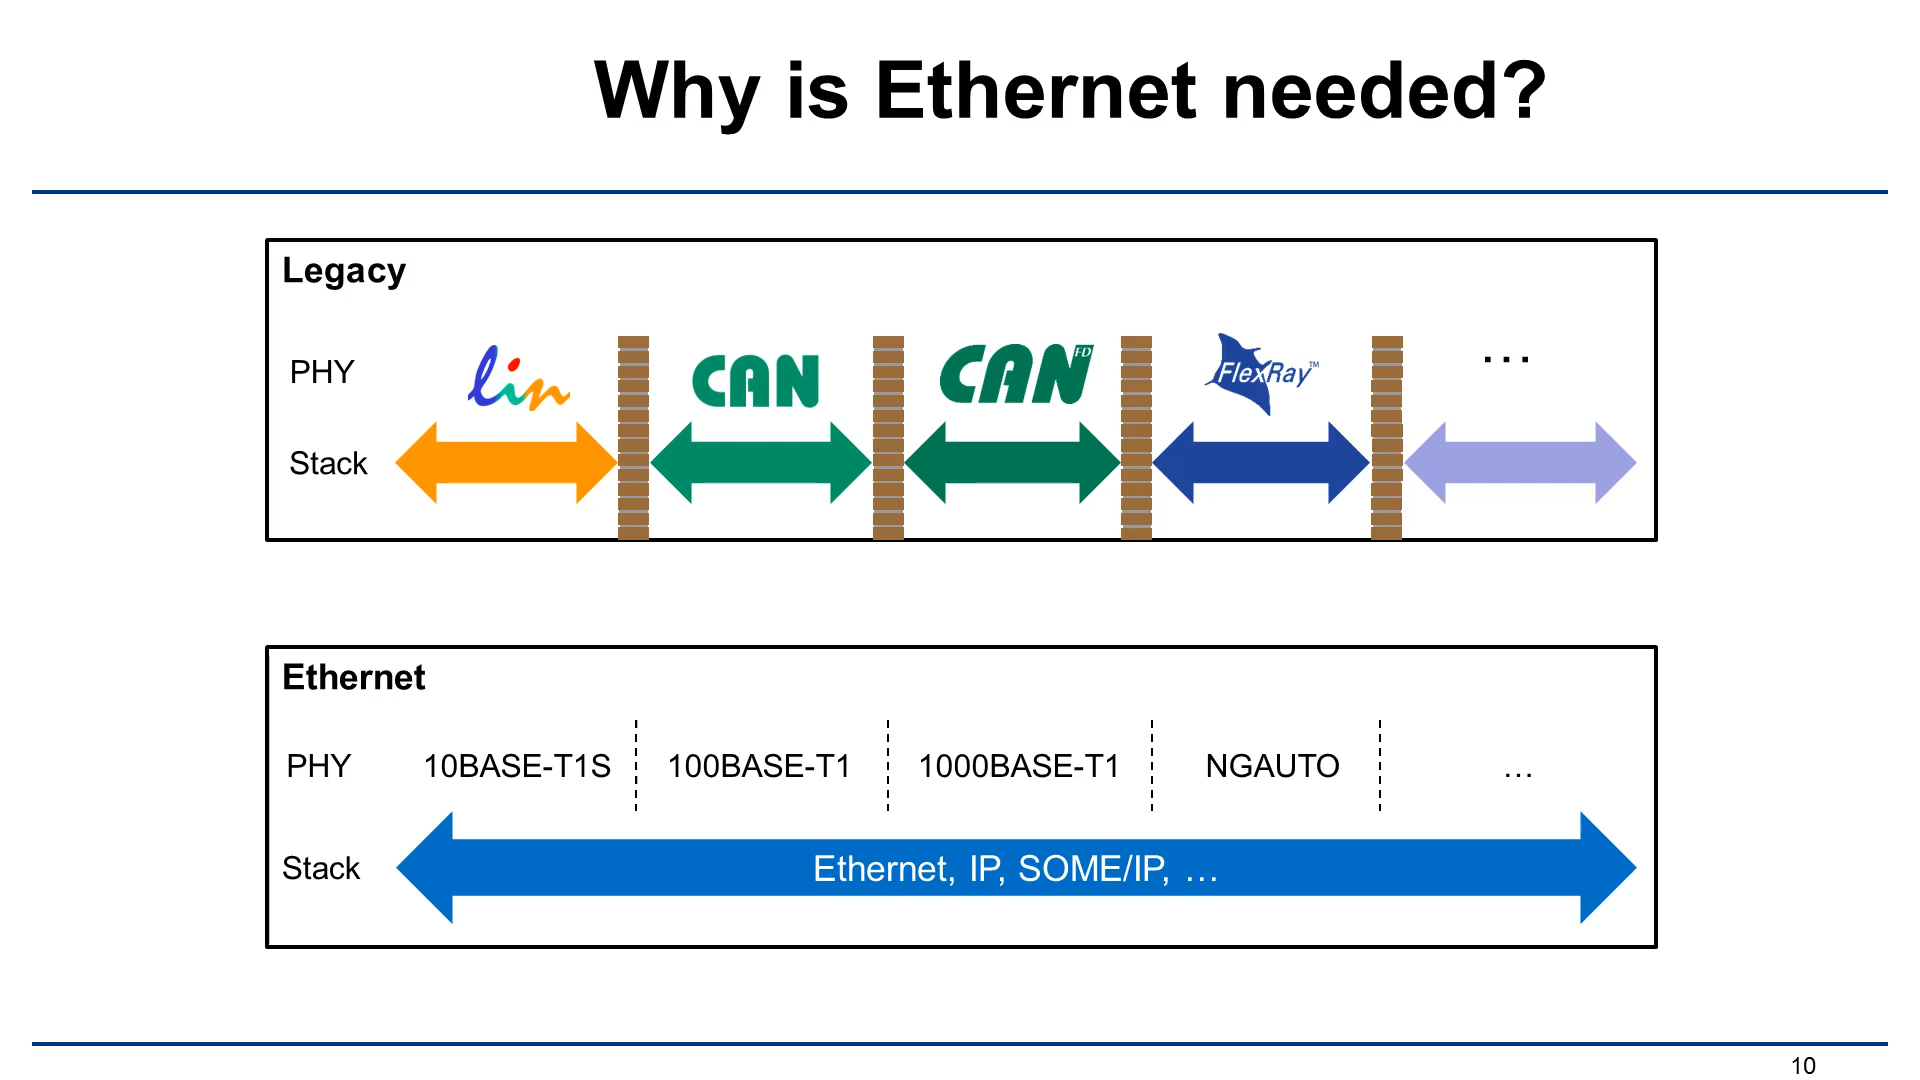 Why is Ethernet needed?
Legacy
PHY
lin
CAN
CAN FD
FlexRay™
...
Stack
Ethernet
PHY
10BASE-T1S
100BASE-T1
1000BASE-T1
NGAUTO
...
Stack
Ethernet, IP, SOME/IP, ...
10